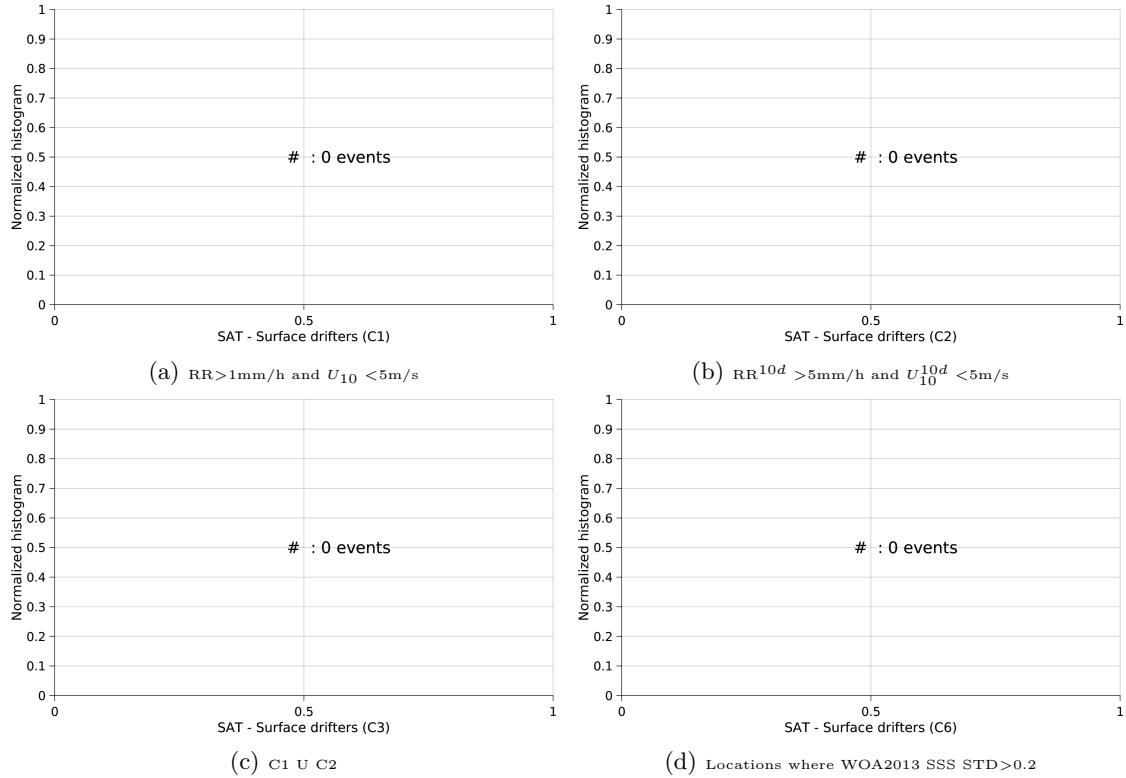 1
0.9
0.8
0.7
0.6
0.5
0.4
0.3
0.2
0.1
0
Normalized histogram
# : 0 events
0 0.5 1
SAT - Surface drifters (C1)
(a) RR>1mm/h and U10 <5m/s
1
0.9
0.8
0.7
0.6
0.5
0.4
0.3
0.2
0.1
0
Normalized histogram
# : 0 events
0 0.5 1
SAT - Surface drifters (C2)
(b) RR^10d >5mm/h and U10^10d <5m/s
1
0.9
0.8
0.7
0.6
0.5
0.4
0.3
0.2
0.1
0
Normalized histogram
# : 0 events
0 0.5 1
SAT - Surface drifters (C3)
(c) C1 U C2
1
0.9
0.8
0.7
0.6
0.5
0.4
0.3
0.2
0.1
0
Normalized histogram
# : 0 events
0 0.5 1
SAT - Surface drifters (C6)
(d) Locations where WOA2013 SSS STD>0.2